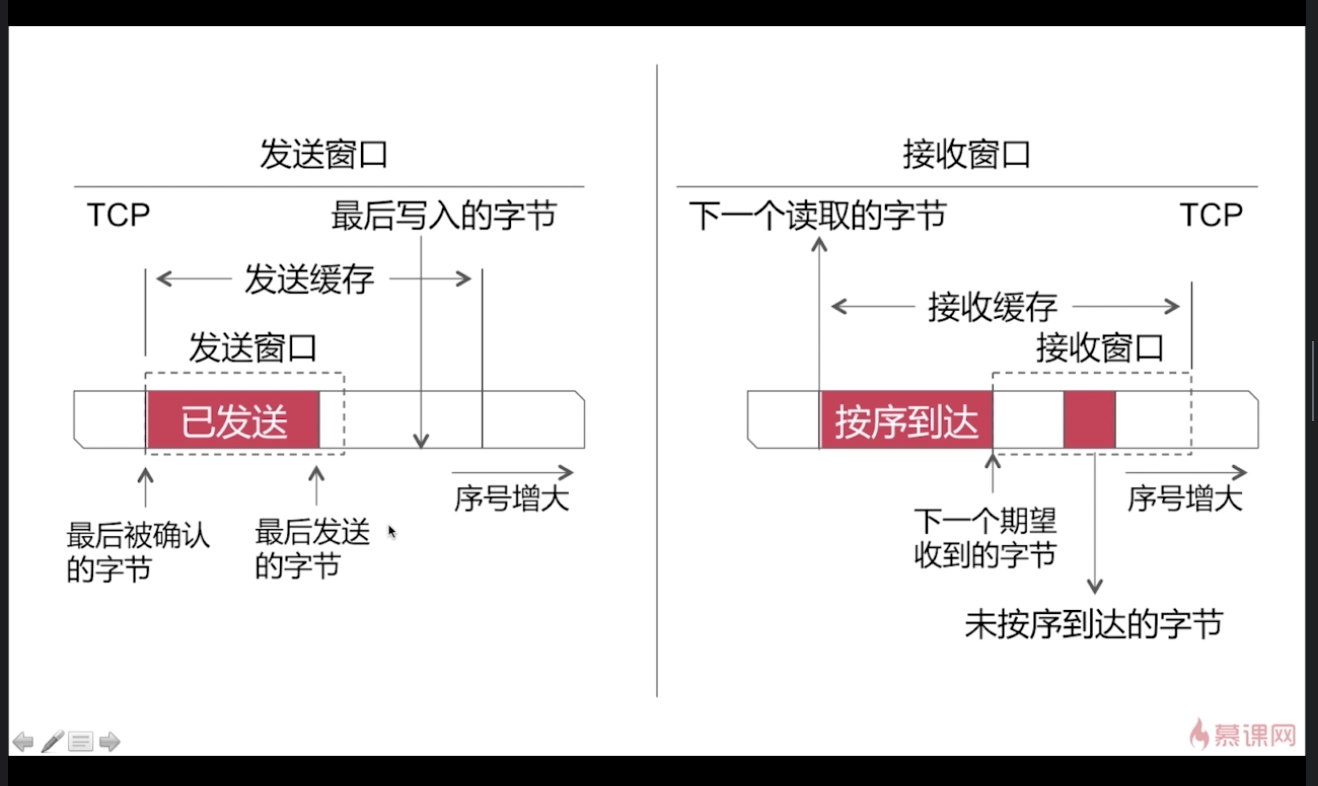 发送窗口
TCP
最后写入的字节
发送缓存
发送窗口
已发送
序号增大
最后被确认
的字节
最后发送
的字节
接收窗口
下一个读取的字节
TCP
接收缓存
接收窗口
按序到达
序号增大
下一个期望
收到的字节
未按序到达的字节
慕课网